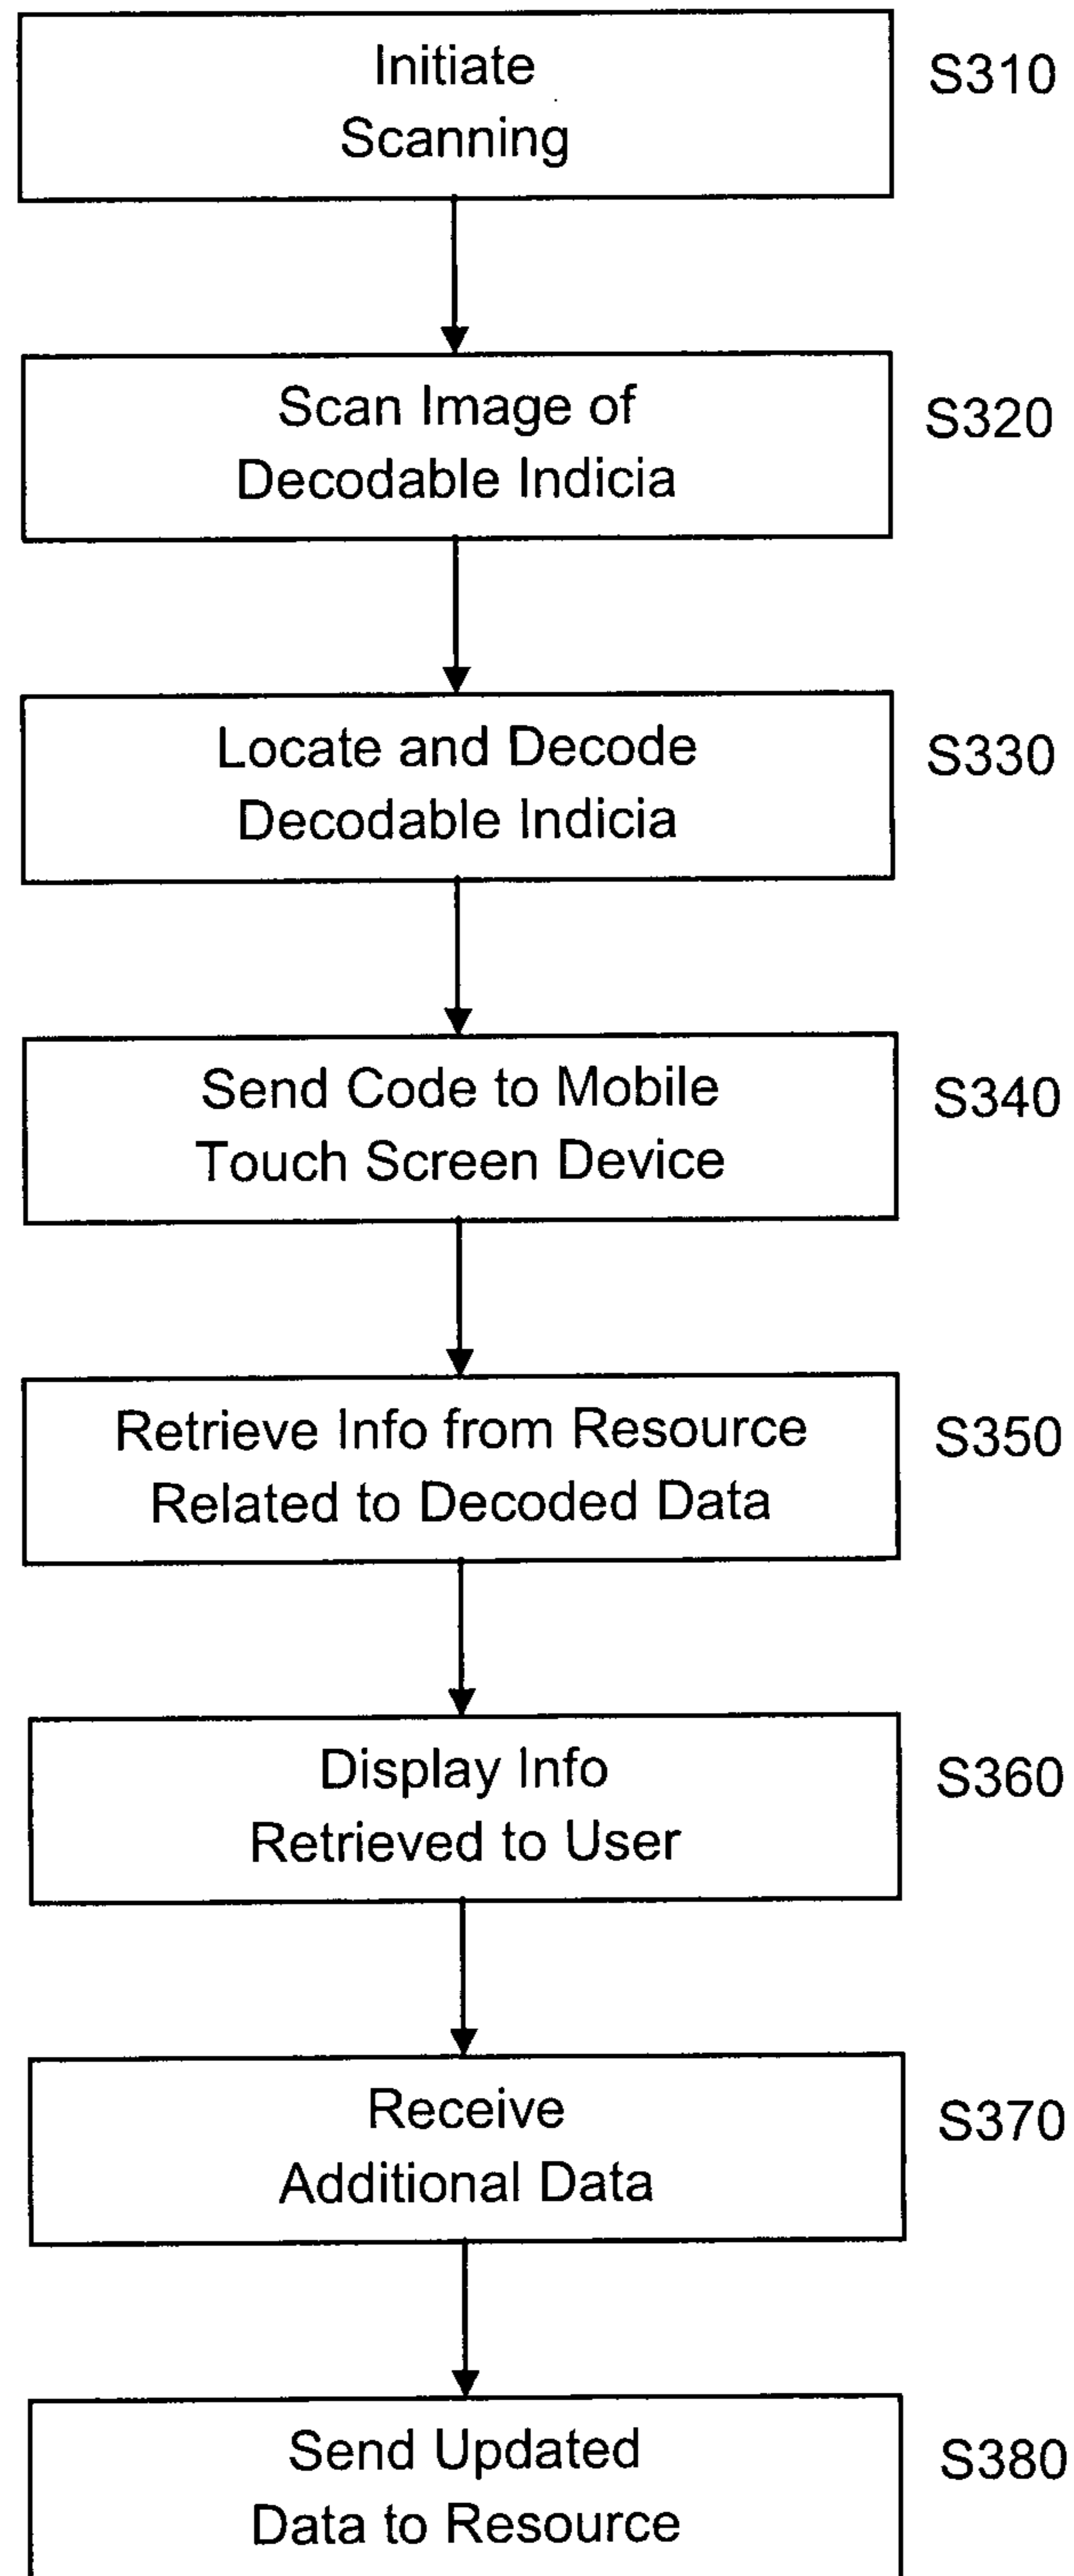 Initiate
Scanning
S310
Scan Image of
Decodable Indicia
S320
Locate and Decode
Decodable Indicia
S330
Send Code to Mobile
Touch Screen Device
S340
Retrieve Info from Resource
Related to Decoded Data
S350
Display Info
Retrieved to User
S360
Receive
Additional Data
S370
Send Updated
Data to Resource
S380